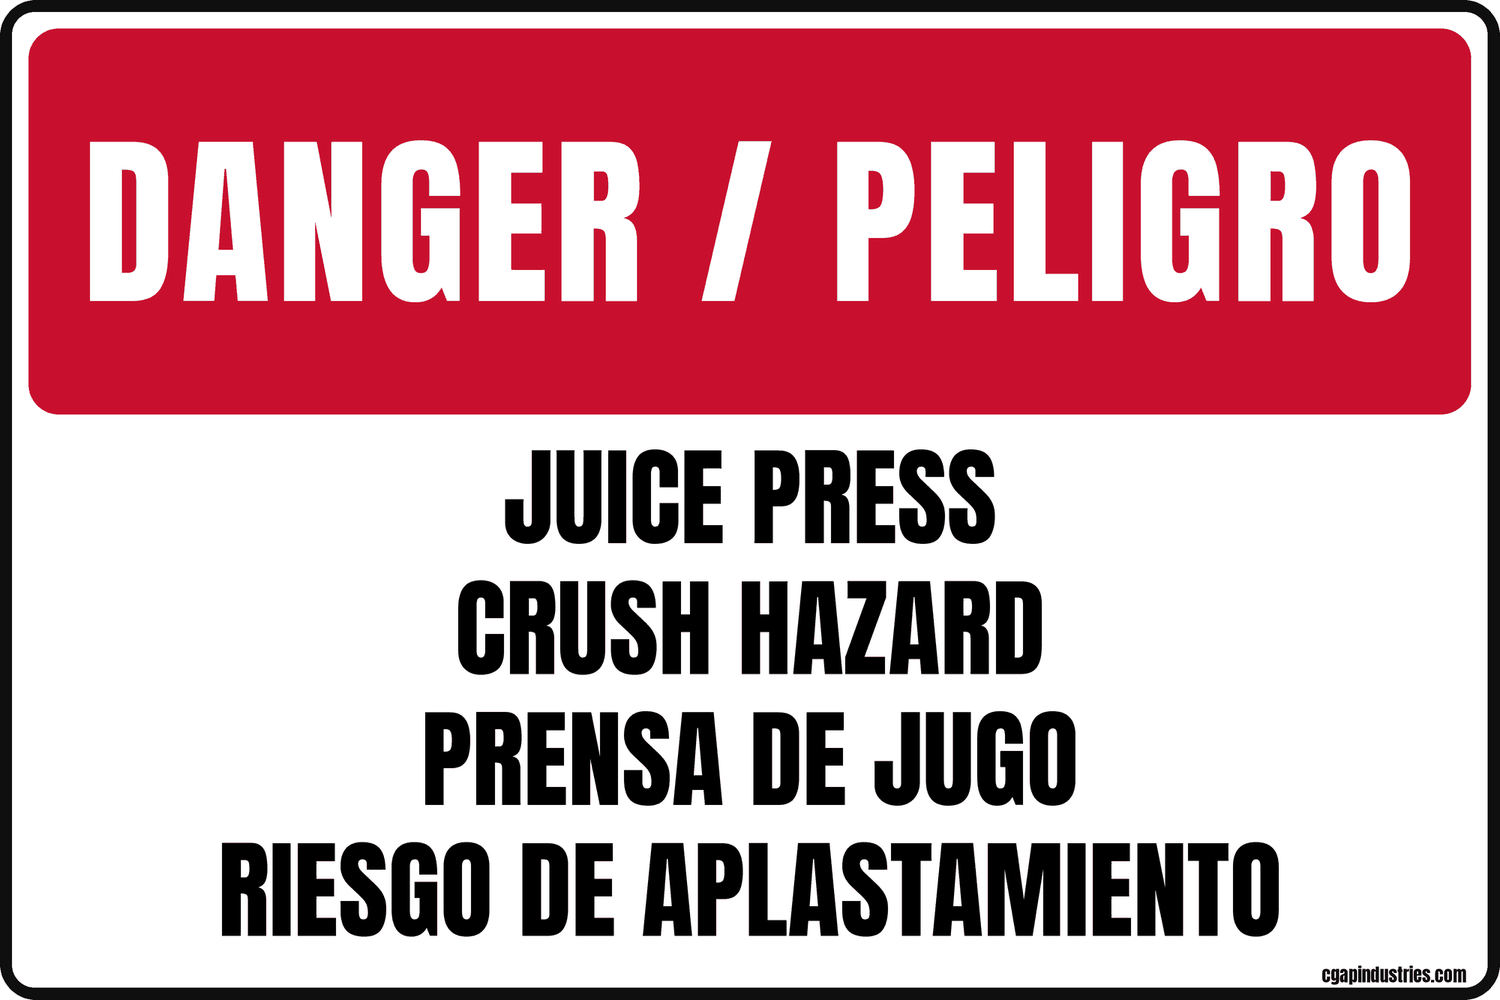 DANGER / PELIGRO
JUICE PRESS
CRUSH HAZARD
PRENSA DE JUGO
RIESGO DE APLASTAMIENTO
cgapindustries.com